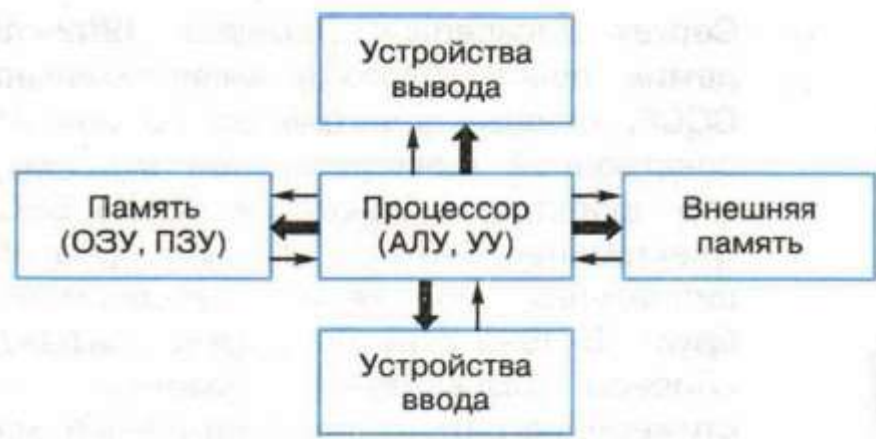 Устройства
вывода
Память
(ОЗУ, ПЗУ)
Процессор
(АЛУ, УУ)
Внешняя
память
Устройства
ввода